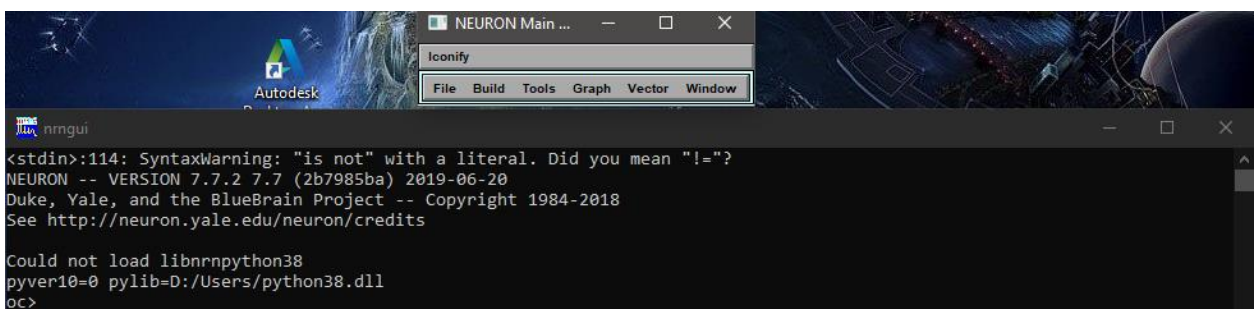 NEURON Main ...
Iconify
File Build Tools Graph Vector Window
Autodesk
nrngui
<stdin>:114: SyntaxWarning: "is not" with a literal. Did you mean "!="?
NEURON -- VERSION 7.7.2 7.7 (2b7985ba) 2019-06-20
Duke, Yale, and the BlueBrain Project -- Copyright 1984-2018
See http://neuron.yale.edu/neuron/credits
Could not load libnrnpython38
pyver10=0 pylib=D:/Users/python38.dll
oc>